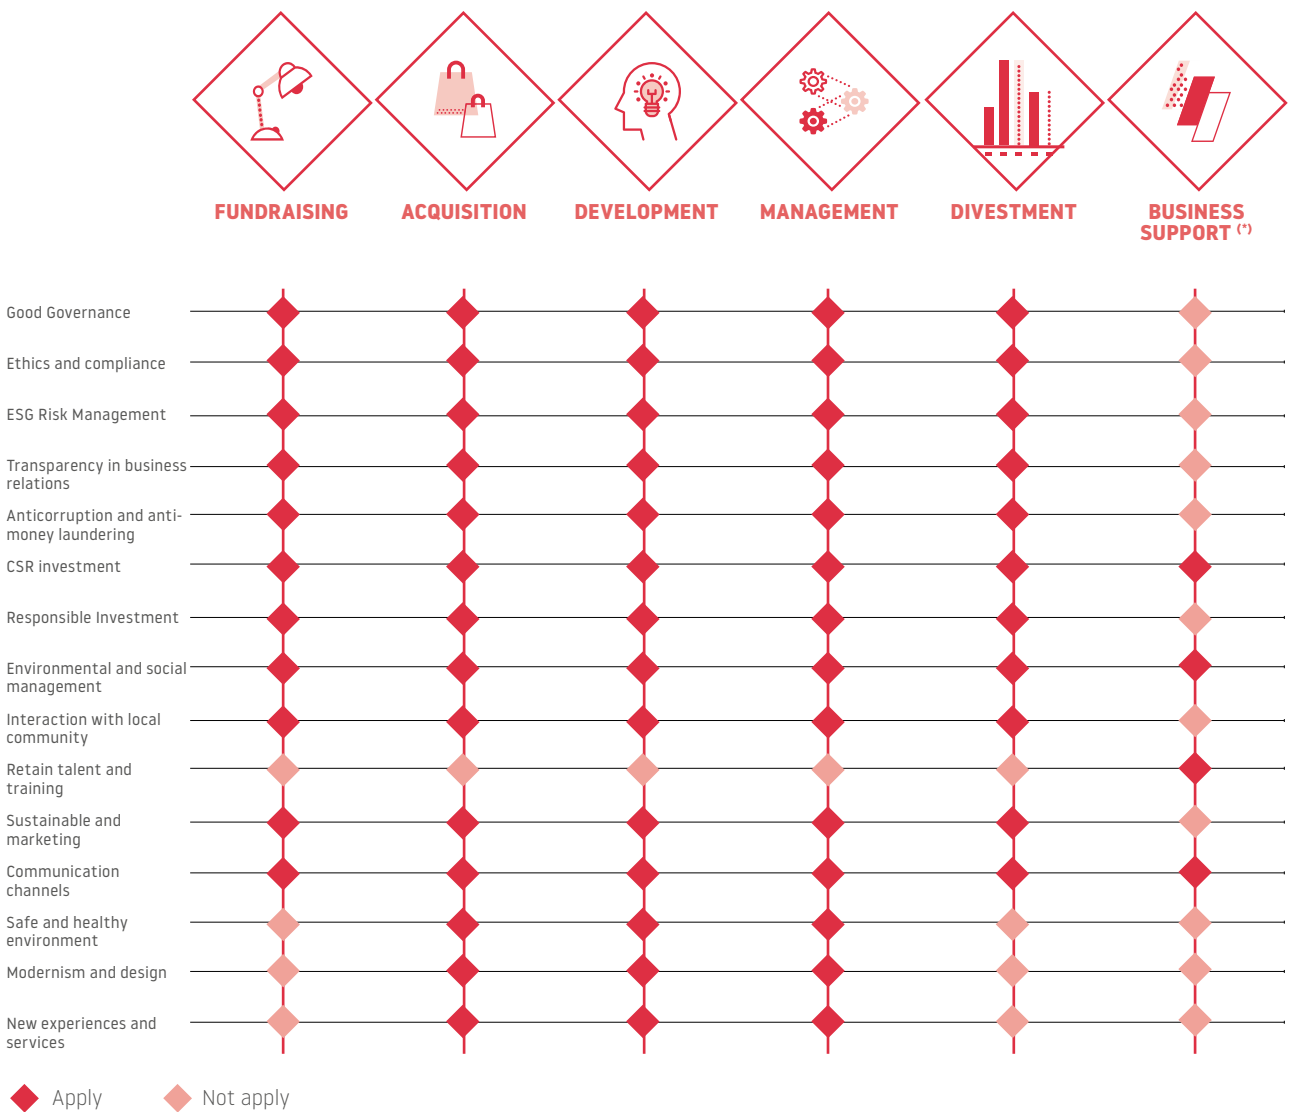 FUNDRAISING
ACQUISITION
DEVELOPMENT
MANAGEMENT
DIVESTMENT
BUSINESS
SUPPORT (*)
Good Governance
Ethics and compliance
ESG Risk Management
Transparency in business
relations
Anticorruption and anti-
money laundering
CSR investment
Responsible Investment
Environmental and social
management
Interaction with local
community
Retain talent and
training
Sustainable and
marketing
Communication
channels
Safe and healthy
environment
Modernism and design
New experiences and
services
Apply
Not apply